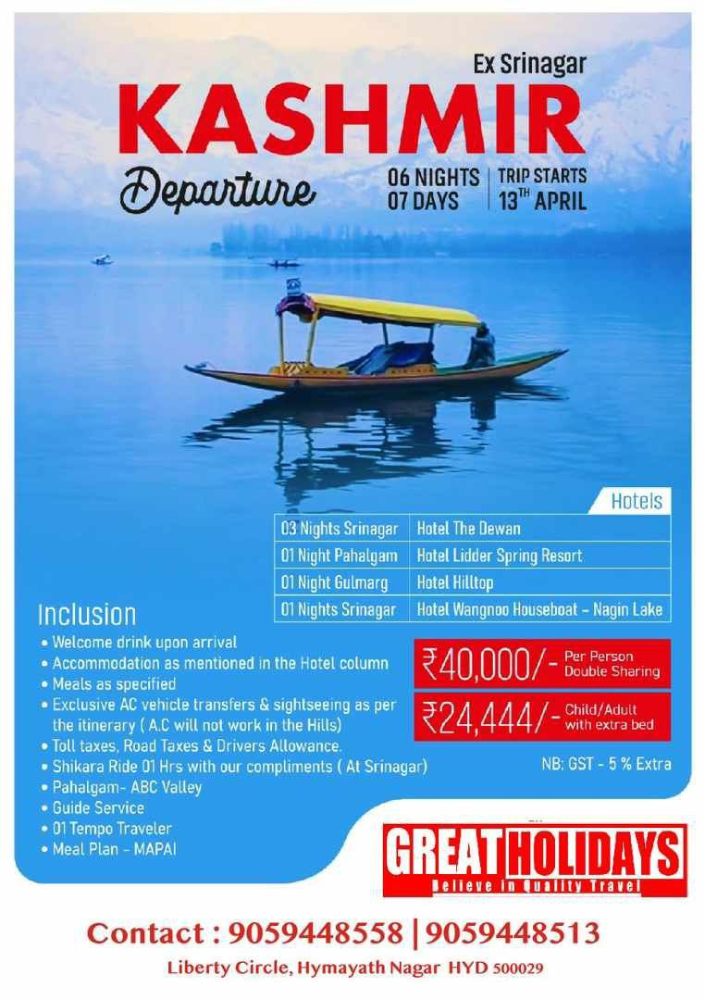 Ex Srinagar
KASHMIR
Departure
06 NIGHTS
07 DAYS
TRIP STARTS
13TH APRIL
Hotels
03 Nights Srinagar Hotel The Dewan
01 Night Pahalgam Hotel Lidder Spring Resort
01 Night Gulmarg Hotel Hilltop
01 Nights Srinagar Hotel Wangnoo Houseboat – Nagin Lake
Inclusion
• Welcome drink upon arrival
• Accommodation as mentioned in the Hotel column
• Meals as specified
• Exclusive AC vehicle transfers & sightseeing as per
the itinerary ( A.C will not work in the Hills)
• Toll taxes, Road Taxes & Drivers Allowance.
• Shikara Ride 01 Hrs with our compliments ( At Srinagar)
• Pahalgam- ABC Valley
• Guide Service
• 01 Tempo Traveler
• Meal Plan – MAPAI
₹40,000/- Per Person
Double Sharing
₹24,444/- Child/Adult
with extra bed
NB: GST - 5 % Extra
GREAT HOLIDAYS
Believe in Quality Travel
Contact : 9059448558 | 9059448513
Liberty Circle, Hymayath Nagar HYD 500029